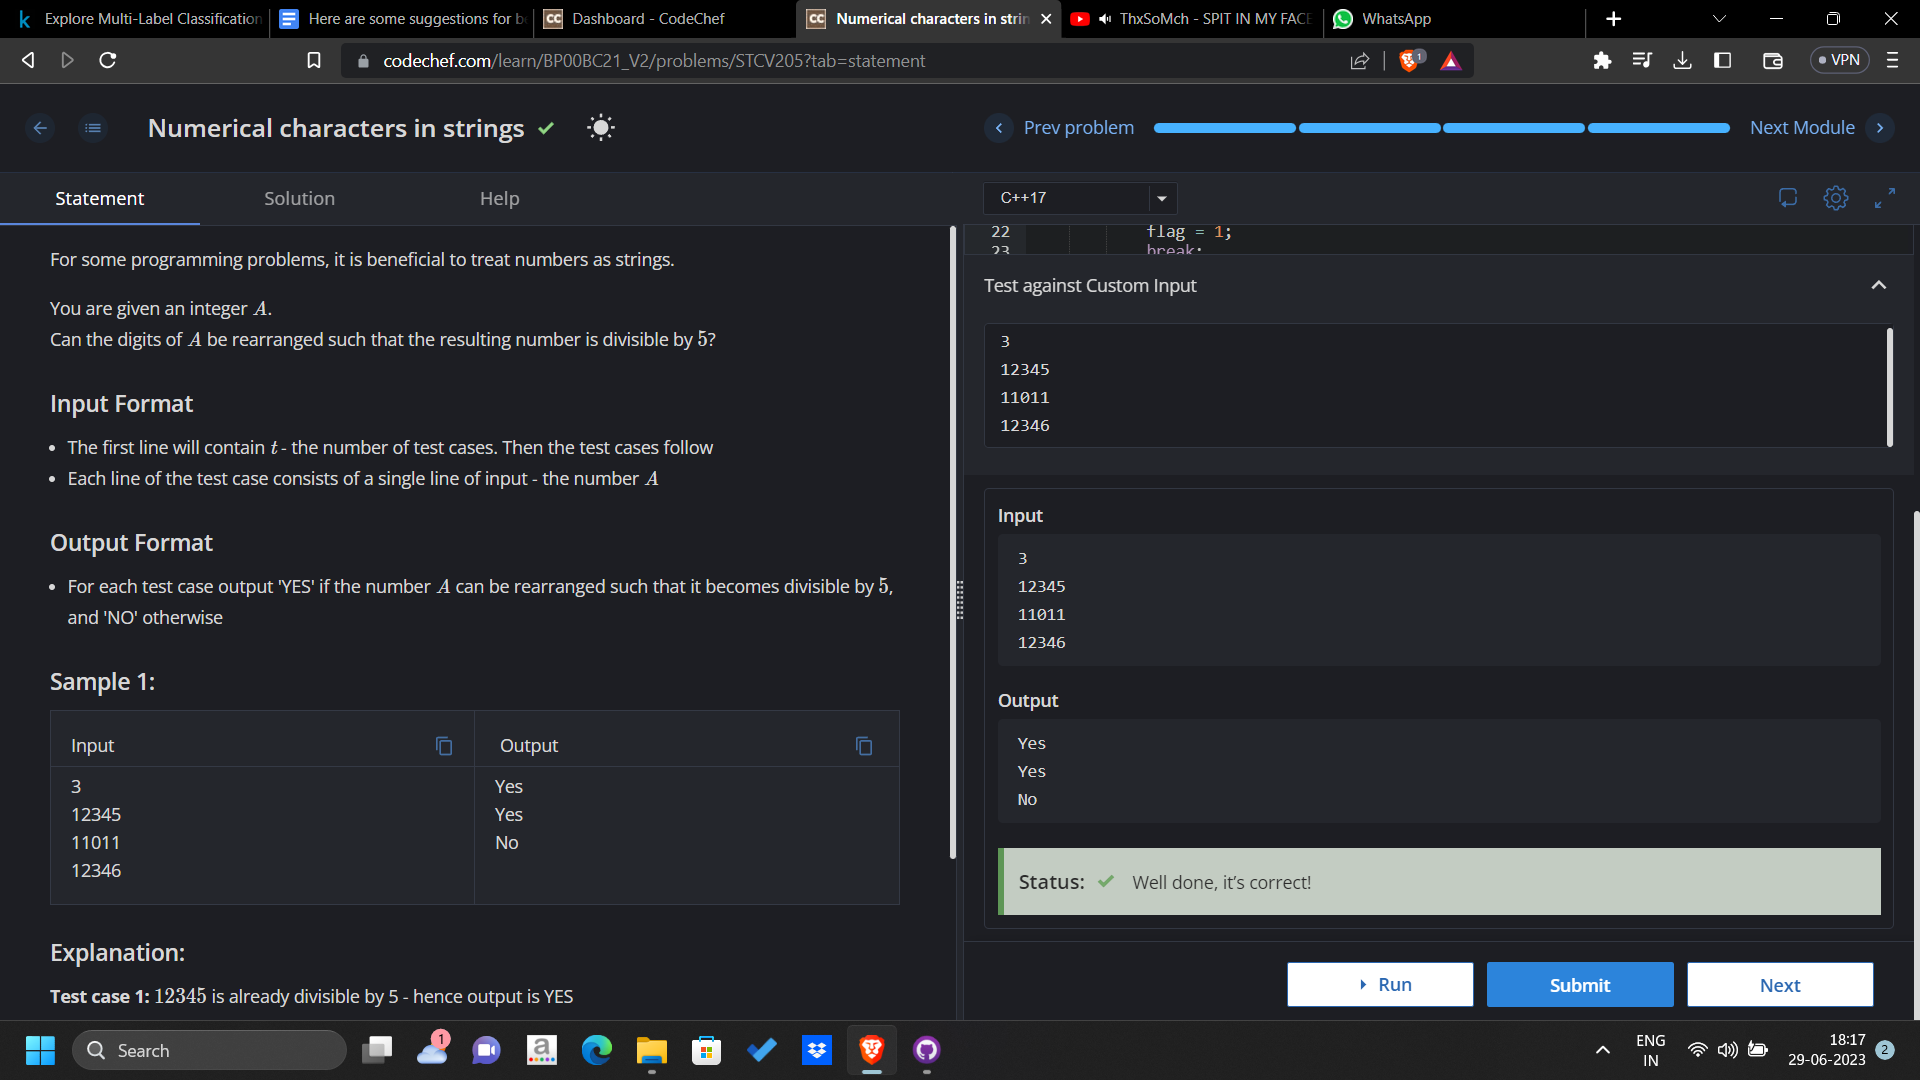 Explore Multi-Label Classification
Here are some suggestions for b
Dashboard - CodeChef
Numerical characters in strin
ThxSoMch - SPIT IN MY FACE
WhatsApp
codechef.com/learn/BP00BC21_V2/problems/STCV205?tab=statement
1
VPN
Numerical characters in strings
Prev problem
Next Module
Statement
Solution
Help
C++17
For some programming problems, it is beneficial to treat numbers as strings.
You are given an integer A.
Can the digits of A be rearranged such that the resulting number is divisible by 5?
Input Format
• The first line will contain t - the number of test cases. Then the test cases follow
• Each line of the test case consists of a single line of input - the number A
Output Format
• For each test case output 'YES' if the number A can be rearranged such that it becomes divisible by 5,
and 'NO' otherwise
Sample 1:
Input
Output
3
12345
11011
12346
Yes
Yes
No
Explanation:
Test case 1: 12345 is already divisible by 5 - hence output is YES
22 flag = 1;
23 break;
Test against Custom Input
3
12345
11011
12346
Input
3
12345
11011
12346
Output
Yes
Yes
No
Status: Well done, it's correct!
Run
Submit
Next
Search
1
ENG
IN
18:17
29-06-2023
2